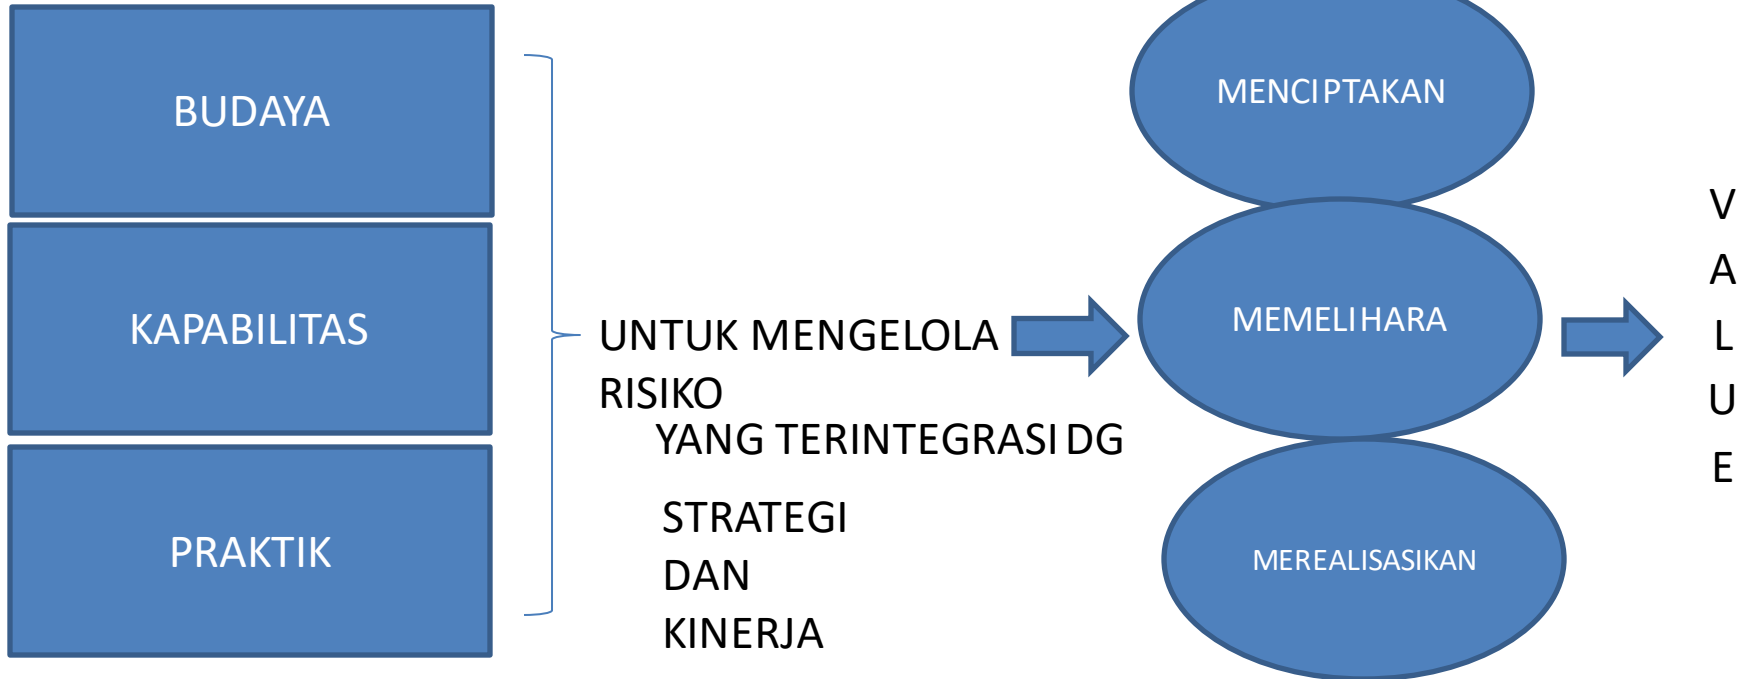 BUDAYA
KAPABILITAS
PRAKTIK
UNTUK MENGELOLA
RISIKO
YANG TERINTEGRASI DG
STRATEGI
DAN
KINERJA
MENCIPTAKAN
MEMELIHARA
MEREALISASIKAN
V
A
L
U
E